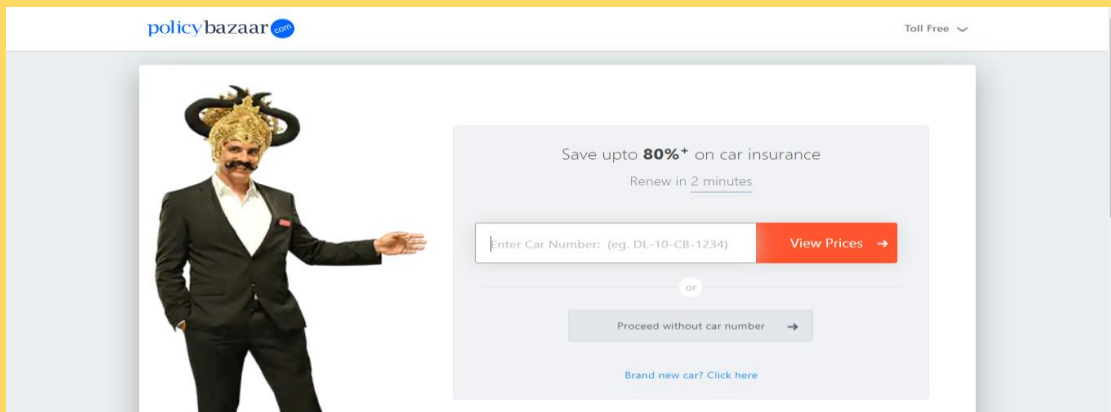 policybazaar com
Toll Free
Save upto 80%+ on car insurance
Renew in 2 minutes
Enter Car Number: (eg. DL-10-CB-1234)
View Prices →
or
Proceed without car number →
Brand new car? Click here